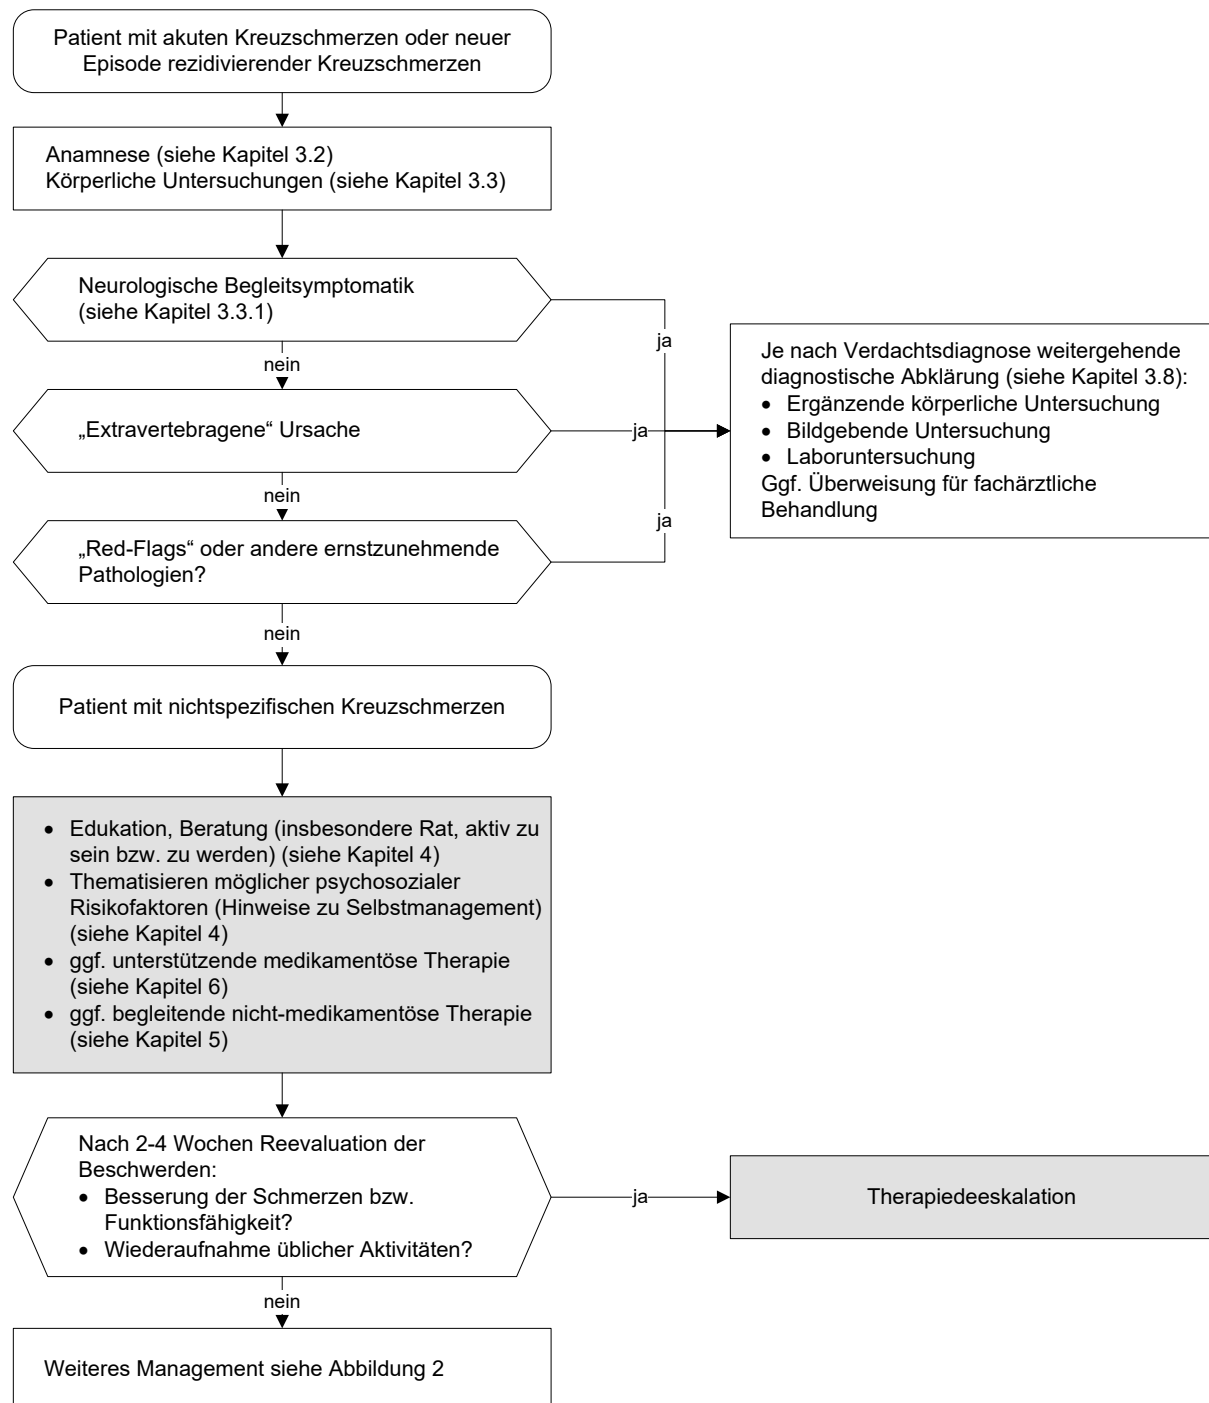 Patient mit akuten Kreuzschmerzen oder neuer
Episode rezidivierender Kreuzschmerzen
Anamnese (siehe Kapitel 3.2)
Körperliche Untersuchungen (siehe Kapitel 3.3)
Neurologische Begleitsymptomatik
(siehe Kapitel 3.3.1)
ja
nein
„Extravertebragene“ Ursache
ja
nein
„Red-Flags“ oder andere ernstzunehmende
Pathologien?
ja
nein
Je nach Verdachtsdiagnose weitergehende
diagnostische Abklärung (siehe Kapitel 3.8):
• Ergänzende körperliche Untersuchung
• Bildgebende Untersuchung
• Laboruntersuchung
Ggf. Überweisung für fachärztliche
Behandlung
Patient mit nichtspezifischen Kreuzschmerzen
• Edukation, Beratung (insbesondere Rat, aktiv zu
sein bzw. zu werden) (siehe Kapitel 4)
• Thematisieren möglicher psychosozialer
Risikofaktoren (Hinweise zu Selbstmanagement)
(siehe Kapitel 4)
• ggf. unterstützende medikamentöse Therapie
(siehe Kapitel 6)
• ggf. begleitende nicht-medikamentöse Therapie
(siehe Kapitel 5)
Nach 2-4 Wochen Reevaluation der
Beschwerden:
• Besserung der Schmerzen bzw.
Funktionsfähigkeit?
• Wiederaufnahme üblicher Aktivitäten?
ja
Therapiedeeskalation
nein
Weiteres Management siehe Abbildung 2